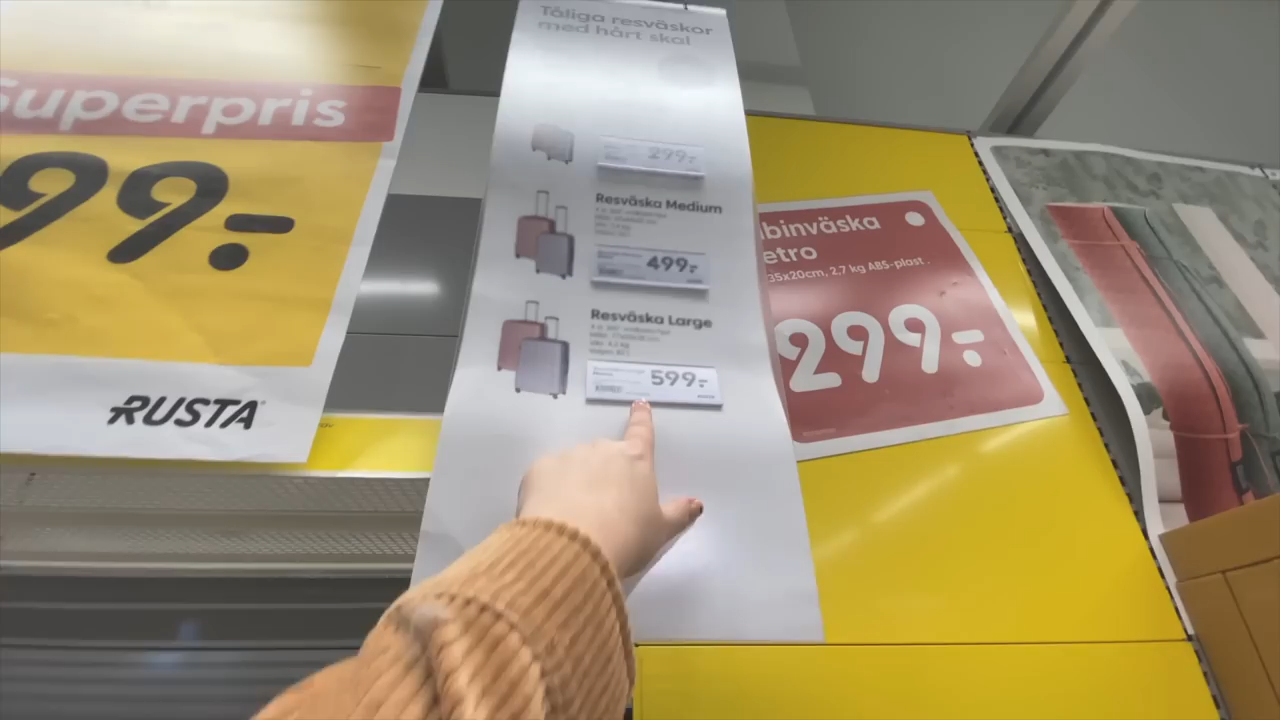 Superpris
99:-
RUSTA
Tåliga resväskor
med hårt skal
299:-
Resväska Medium
499:-
Resväska Large
599:-
binväska
etro
35x20cm, 2,7 kg ABS-plast.
299:-